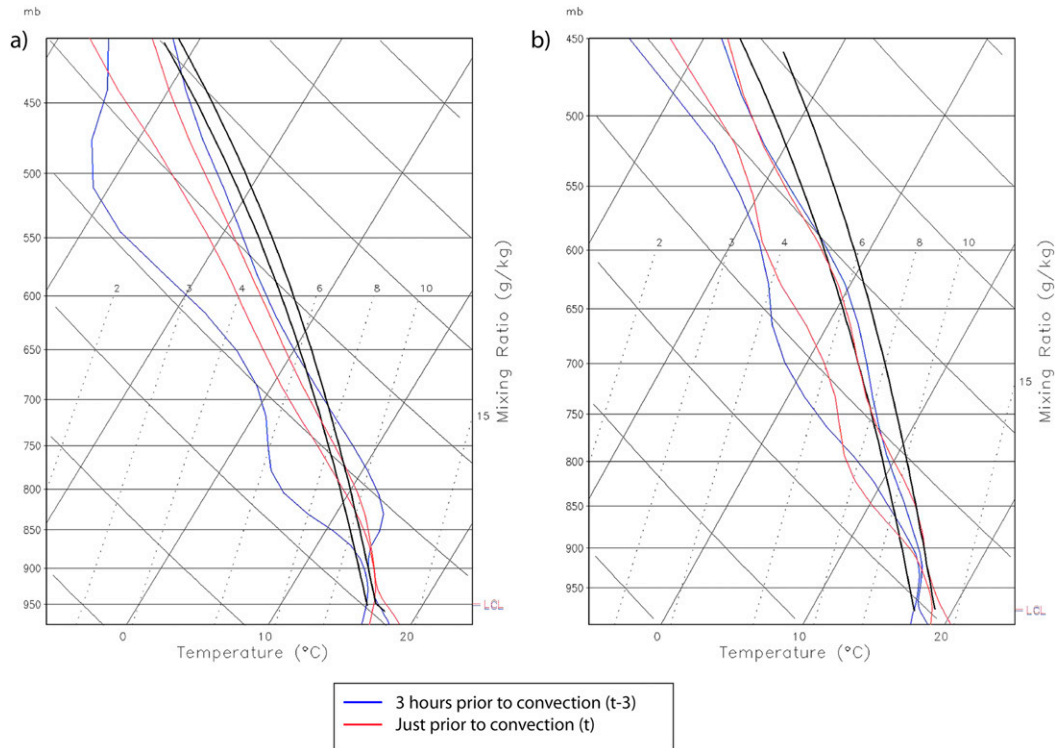 mb
mb
a)
b)
450
500
550
600
650
700
750
800
850
900
950
2 3 4 6 8 10
15
Mixing Ratio (g/kg)
LCL
0 10 20
Temperature (°C)
450
500
550
600
650
700
750
800
850
900
950
2 3 4 6 8 10
15
Mixing Ratio (g/kg)
LCL
0 10 20
Temperature (°C)
3 hours prior to convection (t-3)
Just prior to convection (t)